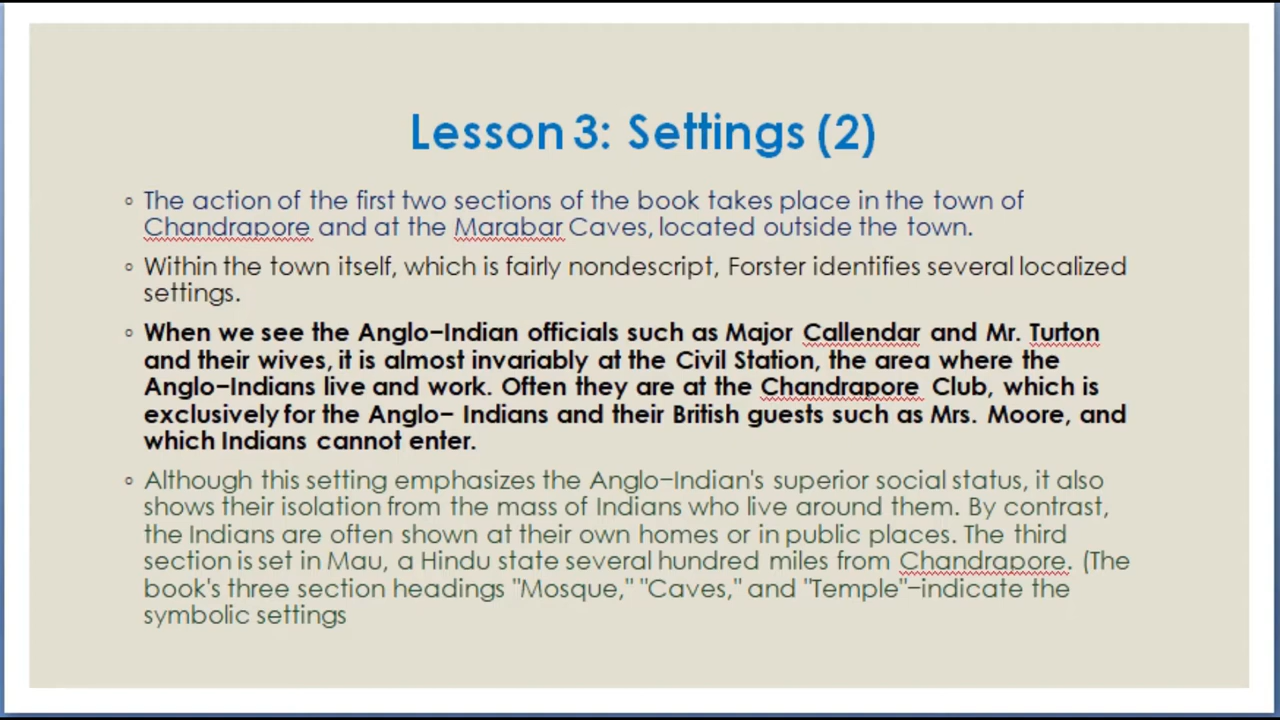 Lesson 3: Settings (2)
◦ The action of the first two sections of the book takes place in the town of
Chandrapore and at the Marabar Caves, located outside the town.
◦ Within the town itself, which is fairly nondescript, Forster identifies several localized
settings.
◦ When we see the Anglo−Indian officials such as Major Callendar and Mr. Turton
and their wives, it is almost invariably at the Civil Station, the area where the
Anglo−Indians live and work. Often they are at the Chandrapore Club, which is
exclusively for the Anglo− Indians and their British guests such as Mrs. Moore, and
which Indians cannot enter.
◦ Although this setting emphasizes the Anglo−Indian's superior social status, it also
shows their isolation from the mass of Indians who live around them. By contrast,
the Indians are often shown at their own homes or in public places. The third
section is set in Mau, a Hindu state several hundred miles from Chandrapore. (The
book's three section headings "Mosque," "Caves," and "Temple"−indicate the
symbolic settings